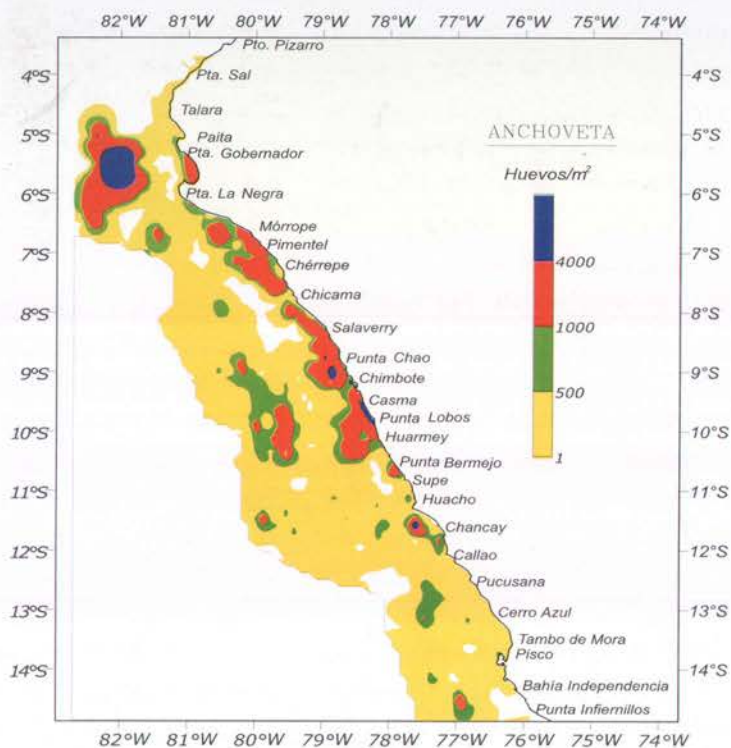 82°W 81°W 80°W 79°W 78°W 77°W 76°W 75°W 74°W
Pto. Pizarro
4°S 4°S
Pta. Sal
Talara
5°S 5°S
ANCHOVETA
Paita
Pta. Gobernador
Huevos/m²
6°S 6°S
Pta. La Negra
Mórrope
4000
7°S 7°S
Pimentel
Chérrepe
Chicama
8°S 8°S
1000
Salaverry
Punta Chao
9°S 9°S
Chimbote
500
Casma
Punta Lobos
10°S 10°S
Huarmey
1
Punta Bermejo
Supe
11°S 11°S
Huacho
Chancay
12°S 12°S
Callao
Pucusana
13°S 13°S
Cerro Azul
Tambo de Mora
Pisco
14°S 14°S
Bahía Independencia
Punta Infiernillos
82°W 81°W 80°W 79°W 78°W 77°W 76°W 75°W 74°W